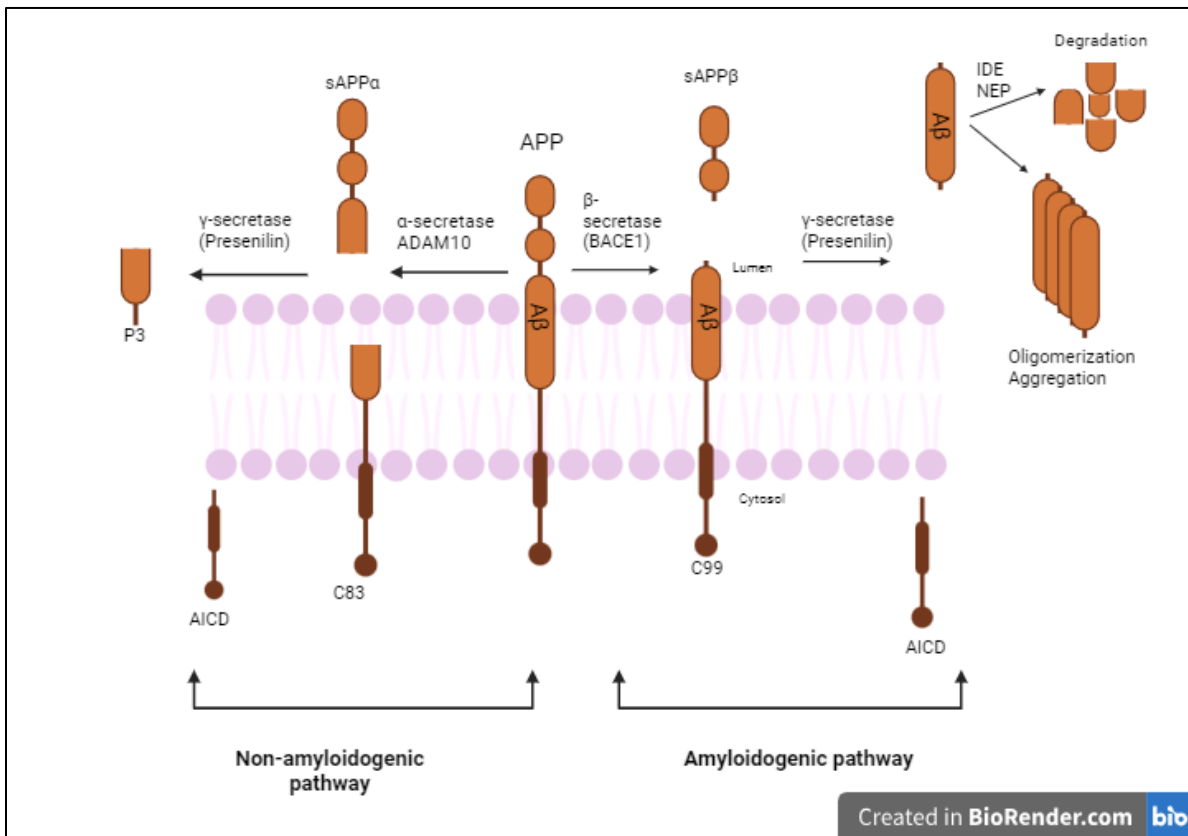 Degradation
sAPPα
sAPPβ
IDE
NEP
Aβ
APP
γ-secretase
(Presenilin)
α-secretase
ADAM10
β-
secretase
(BACE1)
γ-secretase
(Presenilin)
Lumen
Aβ
Aβ
P3
Oligomerization
Aggregation
Cytosol
C83
C99
AICD
AICD
Non-amyloidogenic
pathway
Amyloidogenic pathway
Created in BioRender.com bio